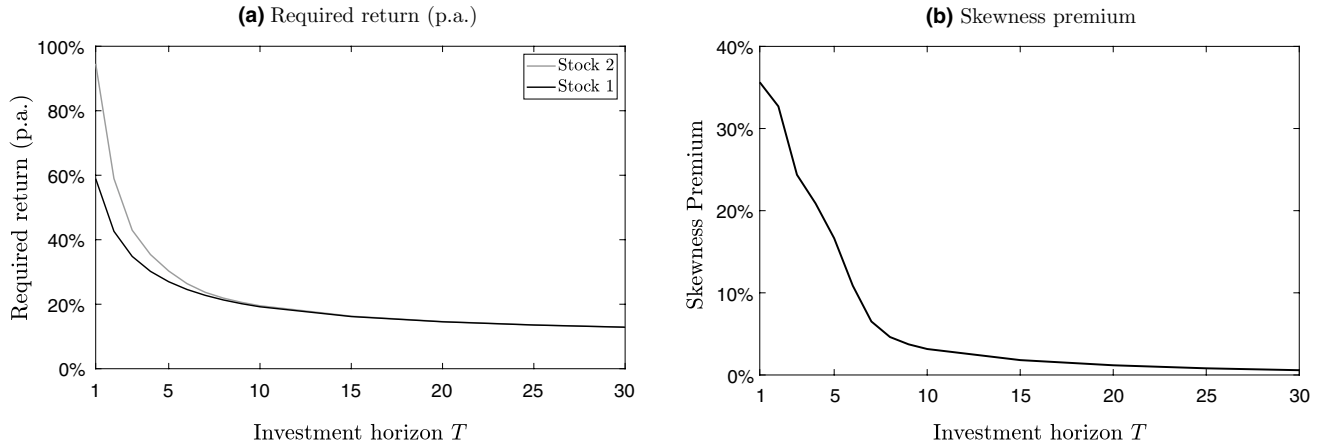 (a) Required return (p.a.)
100%
80%
60%
40%
20%
0%
Required return (p.a.)
Stock 2
Stock 1
1 5 10 15 20 25 30
Investment horizon T
(b) Skewness premium
40%
30%
20%
10%
0%
Skewness Premium
1 5 10 15 20 25 30
Investment horizon T